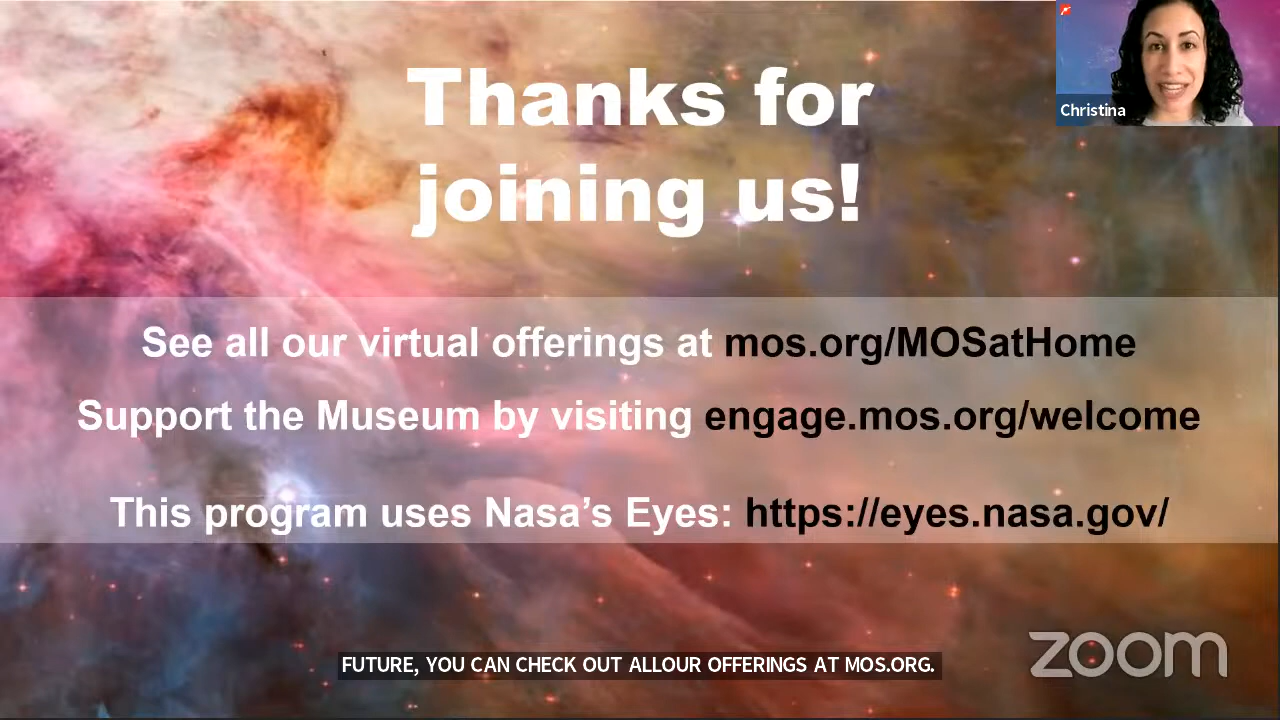 Thanks for
joining us!
Christina
See all our virtual offerings at mos.org/MOSatHome
Support the Museum by visiting engage.mos.org/welcome
This program uses Nasa's Eyes: https://eyes.nasa.gov/
FUTURE, YOU CAN CHECK OUT ALLOUR OFFERINGS AT MOS.ORG.
zoom